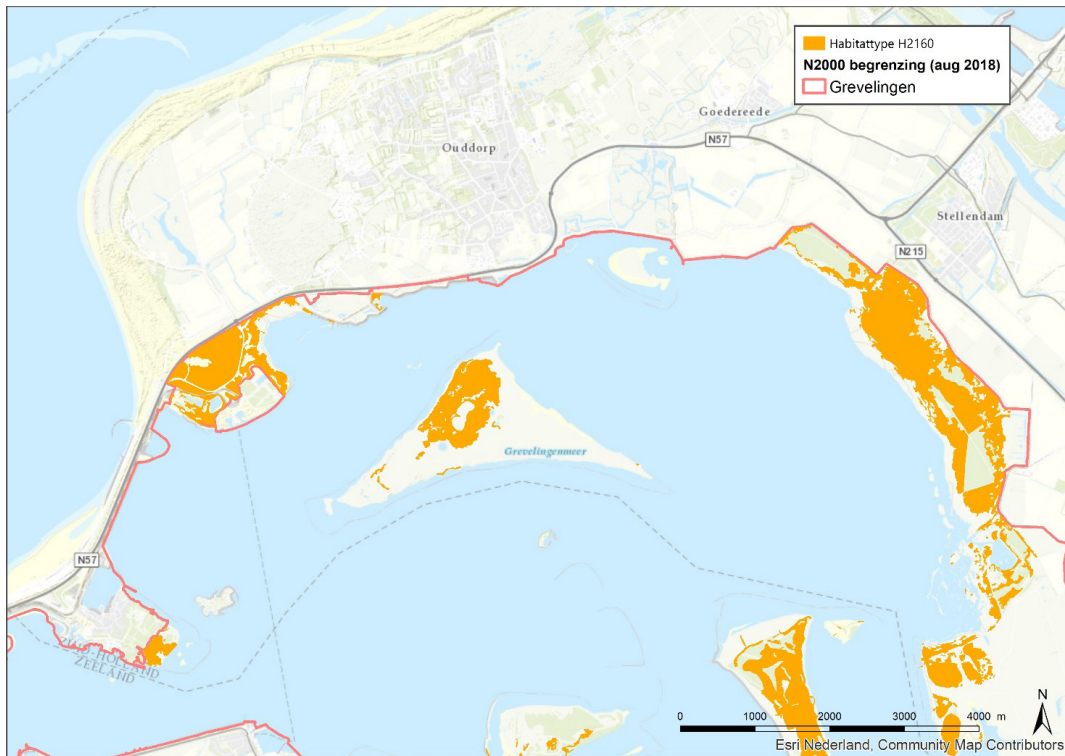 Habitattype H2160
N2000 begrenzing (aug 2018)
Grevelingen
Goedereede
N57
Ouddorp
Stellendam
N215
Grevelingenmeer
N57
ZUID-HOLLAND
ZEELAND
N
0 1000 2000 3000 4000 m
Esri Nederland, Community Map Contributors